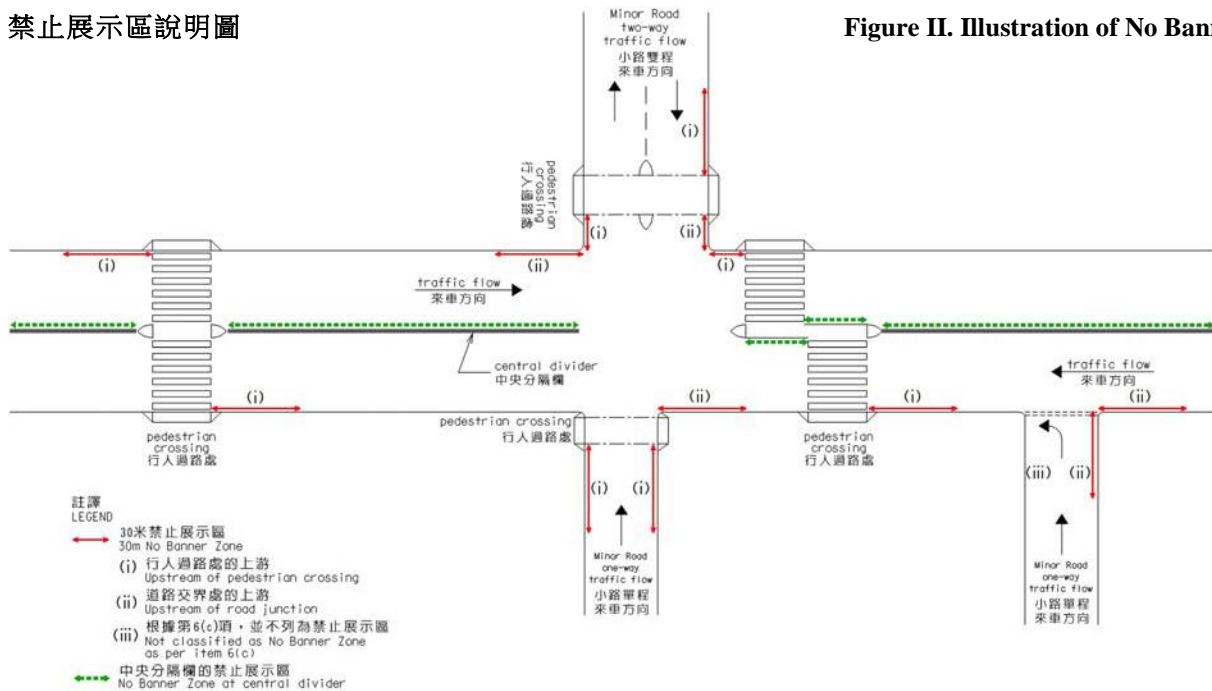 禁止展示區說明圖
Figure II. Illustration of No Bann
Minor Road
two-way
traffic flow
小路雙程
來車方向
(i)
pedestrian
crossing
行人過路處
(i)
(ii)
(i)
(ii)
(i)
traffic flow
來車方向
central divider
中央分隔欄
traffic flow
來車方向
(i)
(ii)
(i)
(ii)
pedestrian crossing
行人過路處
pedestrian
crossing
行人過路處
pedestrian
crossing
行人過路處
(i)
(i)
(iii)
(ii)
Minor Road
one-way
traffic flow
小路單程
來車方向
Minor Road
one-way
traffic flow
小路單程
來車方向
註譯
LEGEND
30米禁止展示區
30m No Banner Zone
(i) 行人過路處的上游
Upstream of pedestrian crossing
(ii) 道路交界處的上游
Upstream of road junction
(iii) 根據第6(c)項，並不列為禁止展示區
Not classified as No Banner Zone
as per item 6(c)
中央分隔欄的禁止展示區
No Banner Zone at central divider